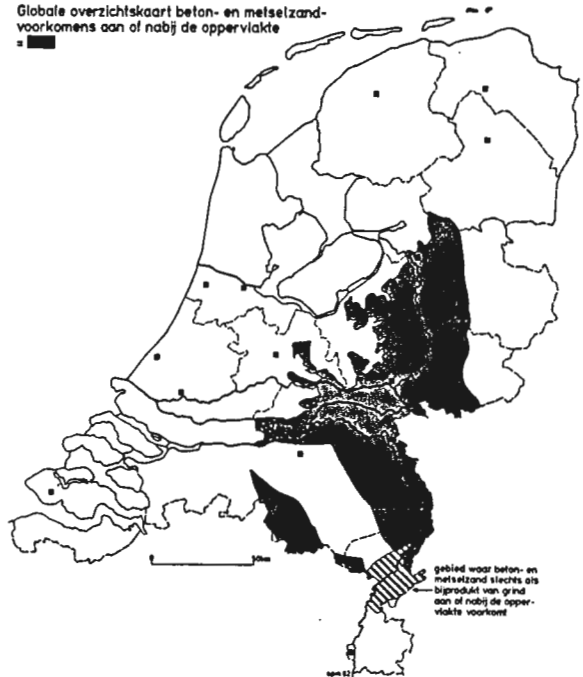 Globale overzichtskaart beton- en metselzand-
voorkomens aan of nabij de oppervlakte
=
0 50km
gebied waar beton- en
metselzand slechts als
bijprodukt van grind
aan of nabij de opper-
vlakte voorkomt